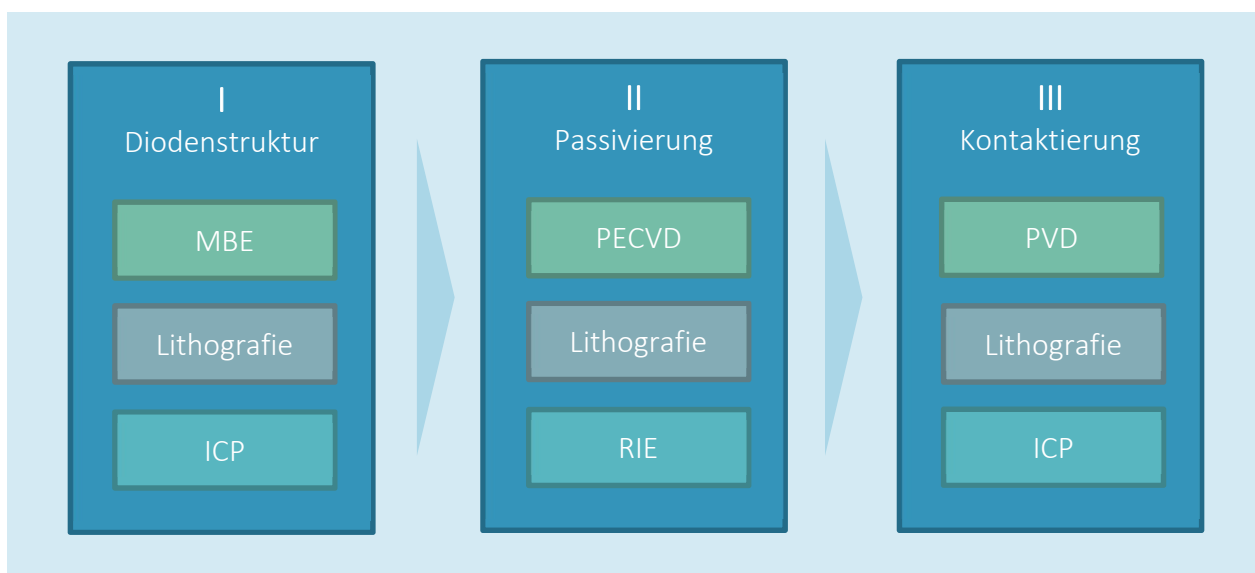 I
Diodenstruktur
MBE
Lithografie
ICP
II
Passivierung
PECVD
Lithografie
RIE
III
Kontaktierung
PVD
Lithografie
ICP